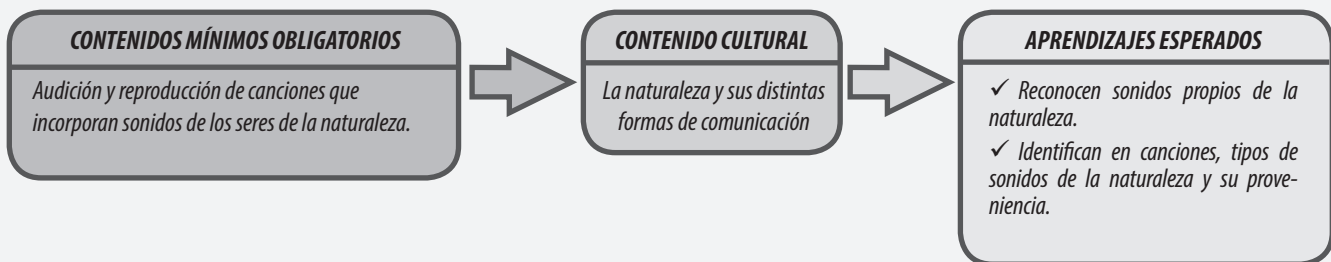 CONTENIDOS MÍNIMOS OBLIGATORIOS
Audición y reproducción de canciones que
incorporan sonidos de los seres de la naturaleza.
CONTENIDO CULTURAL
La naturaleza y sus distintas
formas de comunicación
APRENDIZAJES ESPERADOS
✓ Reconocen sonidos propios de la
naturaleza.
✓ Identifican en canciones, tipos de
sonidos de la naturaleza y su prove-
niencia.